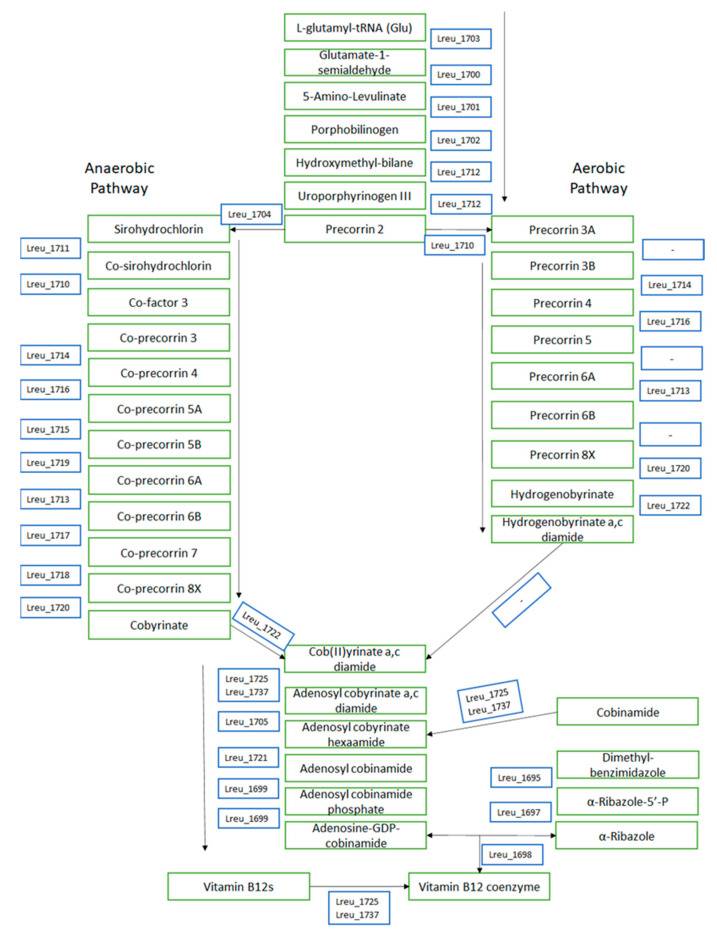 L-glutamyl-tRNA (Glu)
Lreu_1703
Glutamate-1-
semialdehyde
Lreu_1700
5-Amino-Levulinate
Lreu_1701
Porphobilinogen
Lreu_1702
Hydroxymethyl-bilane
Lreu_1712
Uroporphyrinogen III
Lreu_1712
Precorrin 2
Anaerobic
Pathway
Lreu_1704
Sirohydrochlorin
Lreu_1711
Co-sirohydrochlorin
Lreu_1710
Co-factor 3
Co-precorrin 3
Lreu_1714
Co-precorrin 4
Lreu_1716
Co-precorrin 5A
Lreu_1715
Co-precorrin 5B
Lreu_1719
Co-precorrin 6A
Lreu_1713
Co-precorrin 6B
Lreu_1717
Co-precorrin 7
Lreu_1718
Co-precorrin 8X
Lreu_1720
Cobyrinate
Lreu_1722
Aerobic
Pathway
Lreu_1710
Precorrin 3A
-
Precorrin 3B
Lreu_1714
Precorrin 4
Lreu_1716
Precorrin 5
-
Precorrin 6A
Lreu_1713
Precorrin 6B
-
Precorrin 8X
Lreu_1720
Hydrogenobyrinate
Lreu_1722
Hydrogenobyrinate a,c
diamide
-
Cob(II)yrinate a,c
diamide
Lreu_1725
Lreu_1737
Adenosyl cobyrinate a,c
diamide
Lreu_1705
Adenosyl cobyrinate
hexaamide
Lreu_1721
Adenosyl cobinamide
Lreu_1699
Adenosyl cobinamide
phosphate
Lreu_1699
Adenosine-GDP-
cobinamide
Lreu_1725
Lreu_1737
Cobinamide
Dimethyl-
benzimidazole
Lreu_1695
α-Ribazole-5’-P
Lreu_1697
α-Ribazole
Lreu_1698
Vitamin B12s
Lreu_1725
Lreu_1737
Vitamin B12 coenzyme